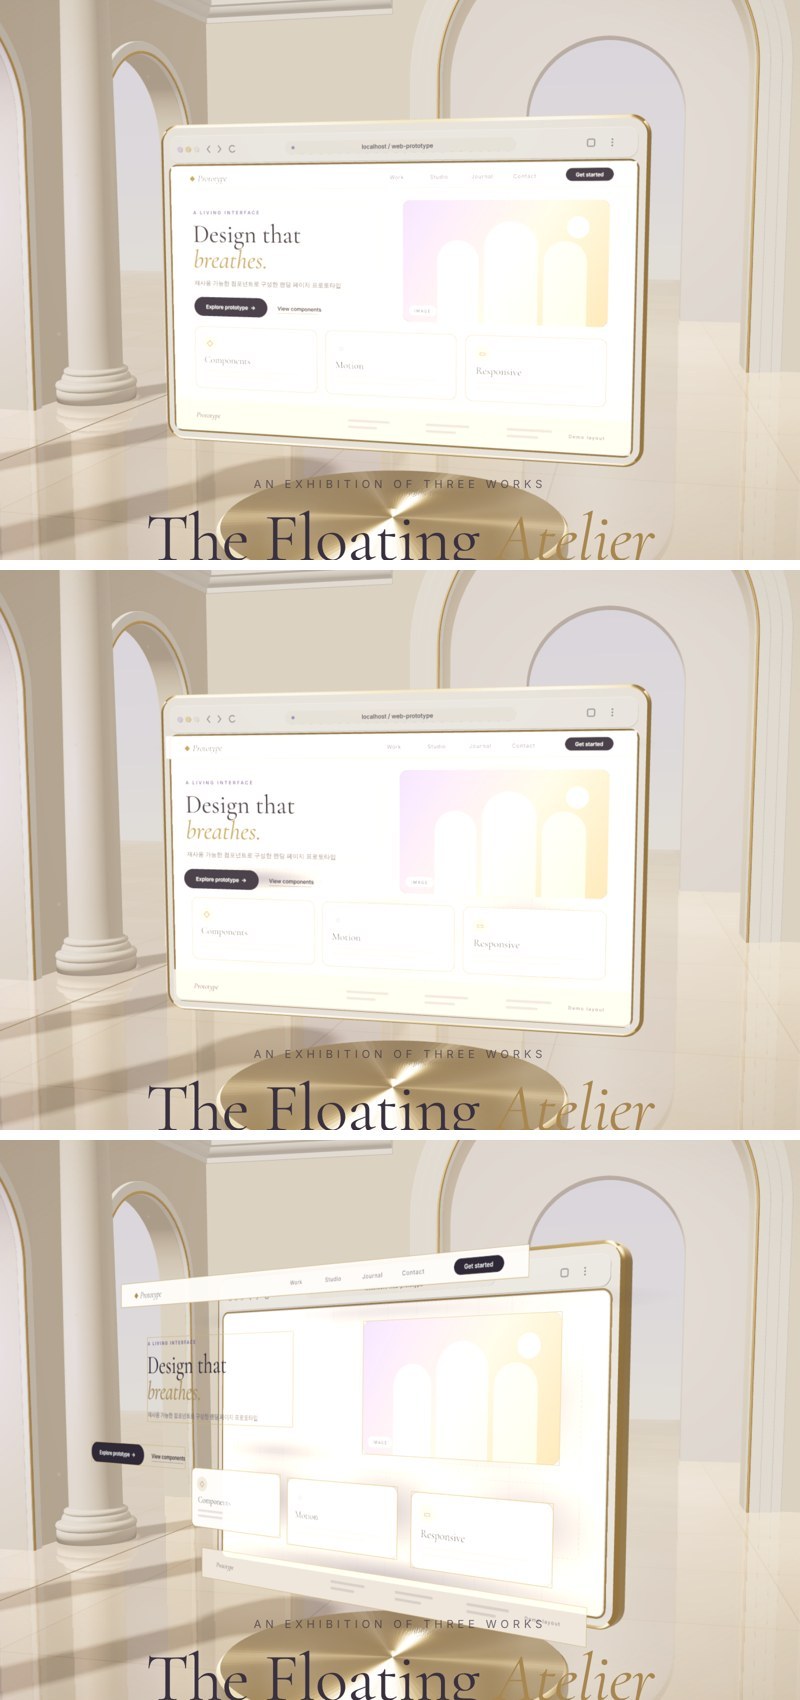 localhost / web-prototype
Prototype
Work Studio Journal Contact
Get started
A LIVING INTERFACE
Design that
breathes.
재사용 가능한 컴포넌트로 구성한 랜딩 페이지 프로토타입
Explore prototype → View components
IMAGE
Components Motion Responsive
Prototype
Demo layout
AN EXHIBITION OF THREE WORKS
The Floating Atelier
localhost / web-prototype
Prototype
Work Studio Journal Contact
Get started
A LIVING INTERFACE
Design that
breathes.
재사용 가능한 컴포넌트로 구성한 랜딩 페이지 프로토타입
Explore prototype → View components
IMAGE
Components Motion Responsive
Prototype
Demo layout
AN EXHIBITION OF THREE WORKS
The Floating Atelier
Prototype
Work Studio Journal Contact
Get started
A LIVING INTERFACE
Design that
breathes.
재사용 가능한 컴포넌트로 구성한 랜딩 페이지 프로토타입
Explore prototype → View components
IMAGE
Components Motion Responsive
Prototype
Demo layout
AN EXHIBITION OF THREE WORKS
The Floating Atelier